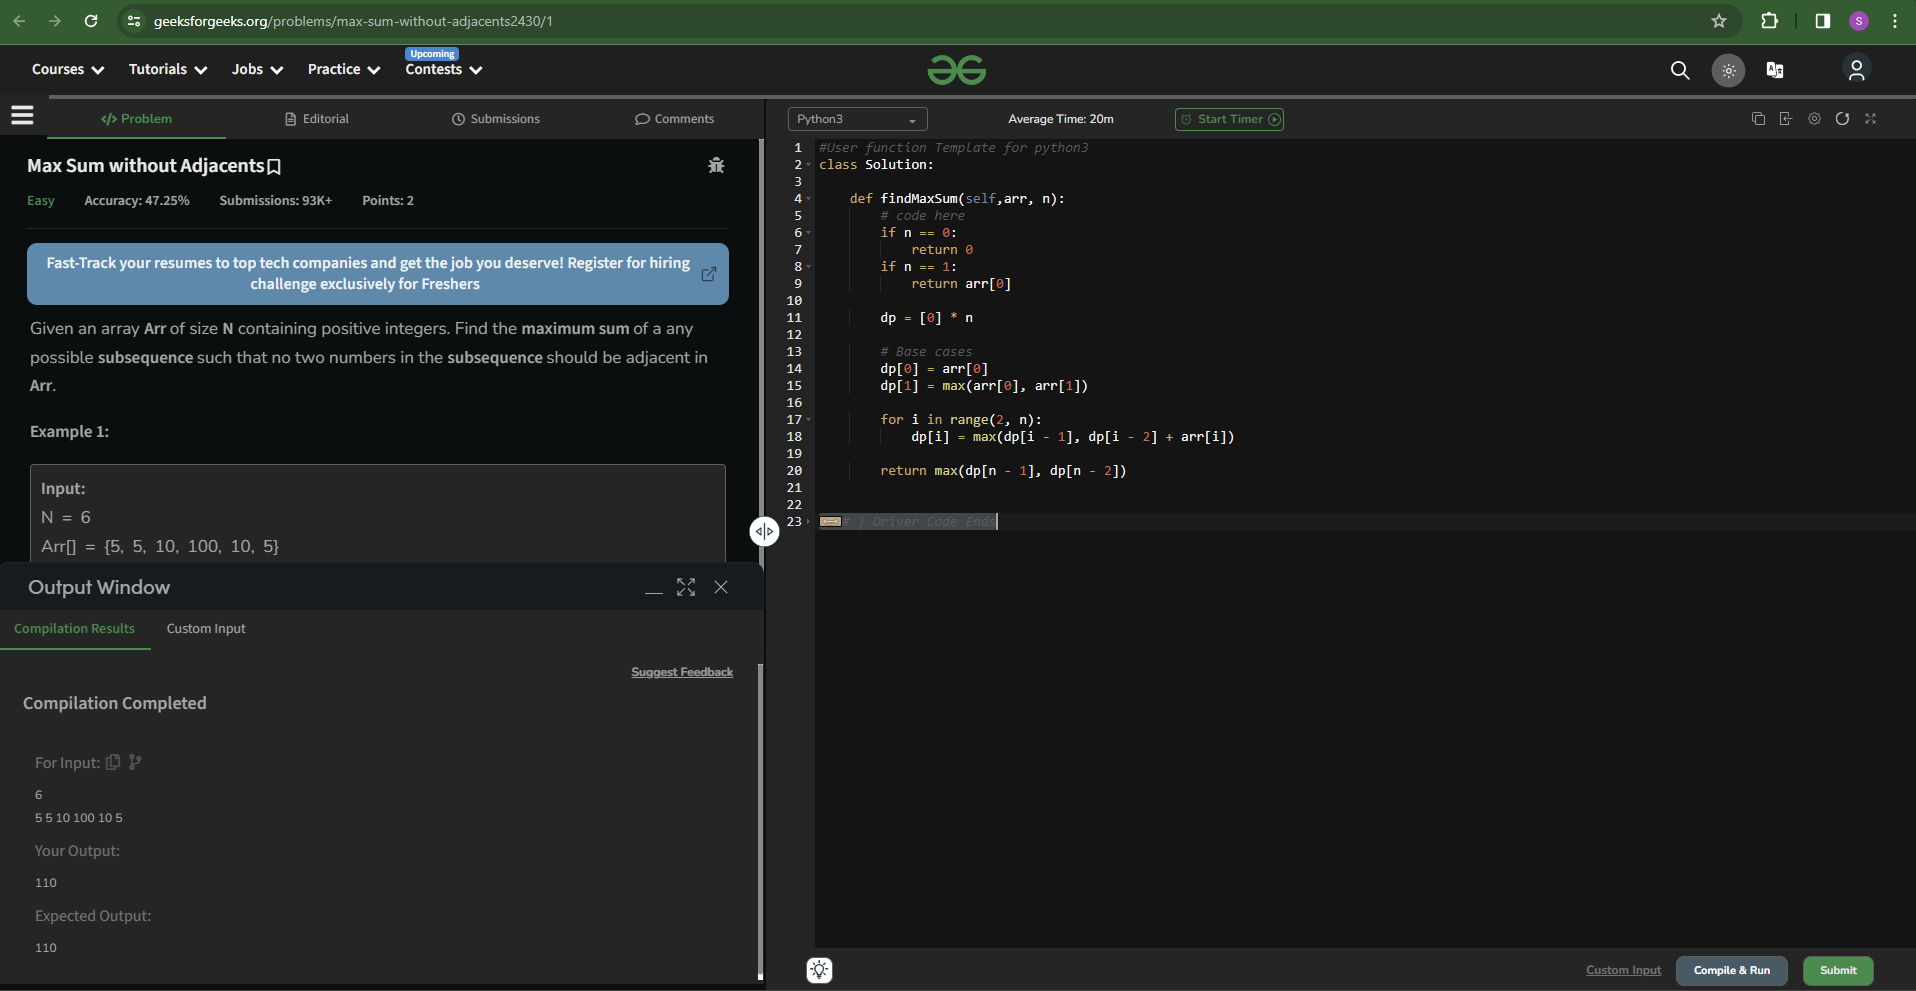 geeksforgeeks.org/problems/max-sum-without-adjacents2430/1
S
Upcoming
Courses
Tutorials
Jobs
Practice
Contests
</> Problem
Editorial
Submissions
Comments
Python3
Average Time: 20m
Start Timer
Max Sum without Adjacents
Easy
Accuracy: 47.25%
Submissions: 93K+
Points: 2
Fast-Track your resumes to top tech companies and get the job you deserve! Register for hiring
challenge exclusively for Freshers
Given an array Arr of size N containing positive integers. Find the maximum sum of a any
possible subsequence such that no two numbers in the subsequence should be adjacent in
Arr.
Example 1:
Input:
N = 6
Arr[] = {5, 5, 10, 100, 10, 5}
Output Window
Compilation Results
Custom Input
Suggest Feedback
Compilation Completed
For Input:
6
5 5 10 100 10 5
Your Output:
110
Expected Output:
110
1 #User function Template for python3
2 class Solution:
3
4     def findMaxSum(self,arr, n):
5         # code here
6         if n == 0:
7             return 0
8         if n == 1:
9             return arr[0]
10
11         dp = [0] * n
12
13         # Base cases
14         dp[0] = arr[0]
15         dp[1] = max(arr[0], arr[1])
16
17         for i in range(2, n):
18             dp[i] = max(dp[i - 1], dp[i - 2] + arr[i])
19
20         return max(dp[n - 1], dp[n - 2])
21
22
23 # } Driver Code Ends
Custom Input
Compile & Run
Submit